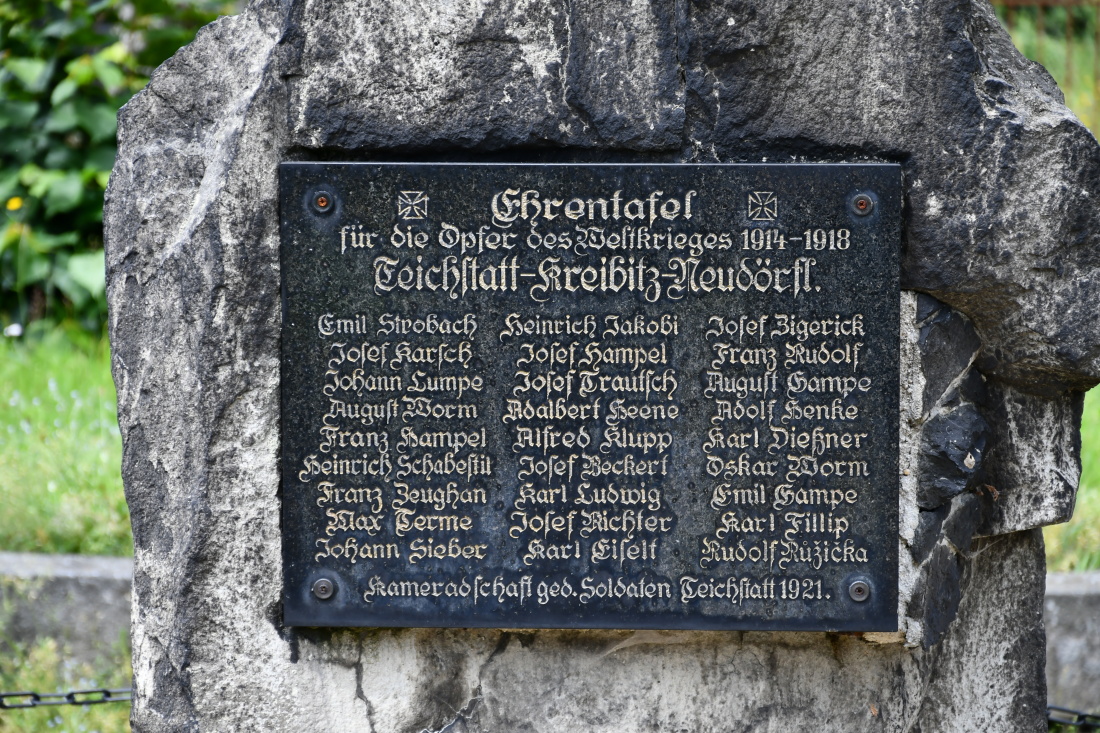 Ehrentafel
für die Opfer des Weltkrieges 1914-1918
Teichstatt-Kreibitz-Neudörfl.
Emil Strobach
Josef Karsch
Johann Lumpe
August Worm
Franz Hampel
Heinrich Schabestil
Franz Zeughan
Max Terme
Johann Sieber
Heinrich Jakobi
Josef Hampel
Josef Trautsch
Adalbert Heene
Alfred Klupp
Josef Beckert
Karl Ludwig
Josef Richter
Karl Eiselt
Josef Zigerick
Franz Rudolf
August Gampe
Adolf Henke
Karl Dießner
Oskar Worm
Emil Gampe
Karl Fillip
Rudolf Růžička
Kameradschaft ged. Soldaten Teichstatt 1921.